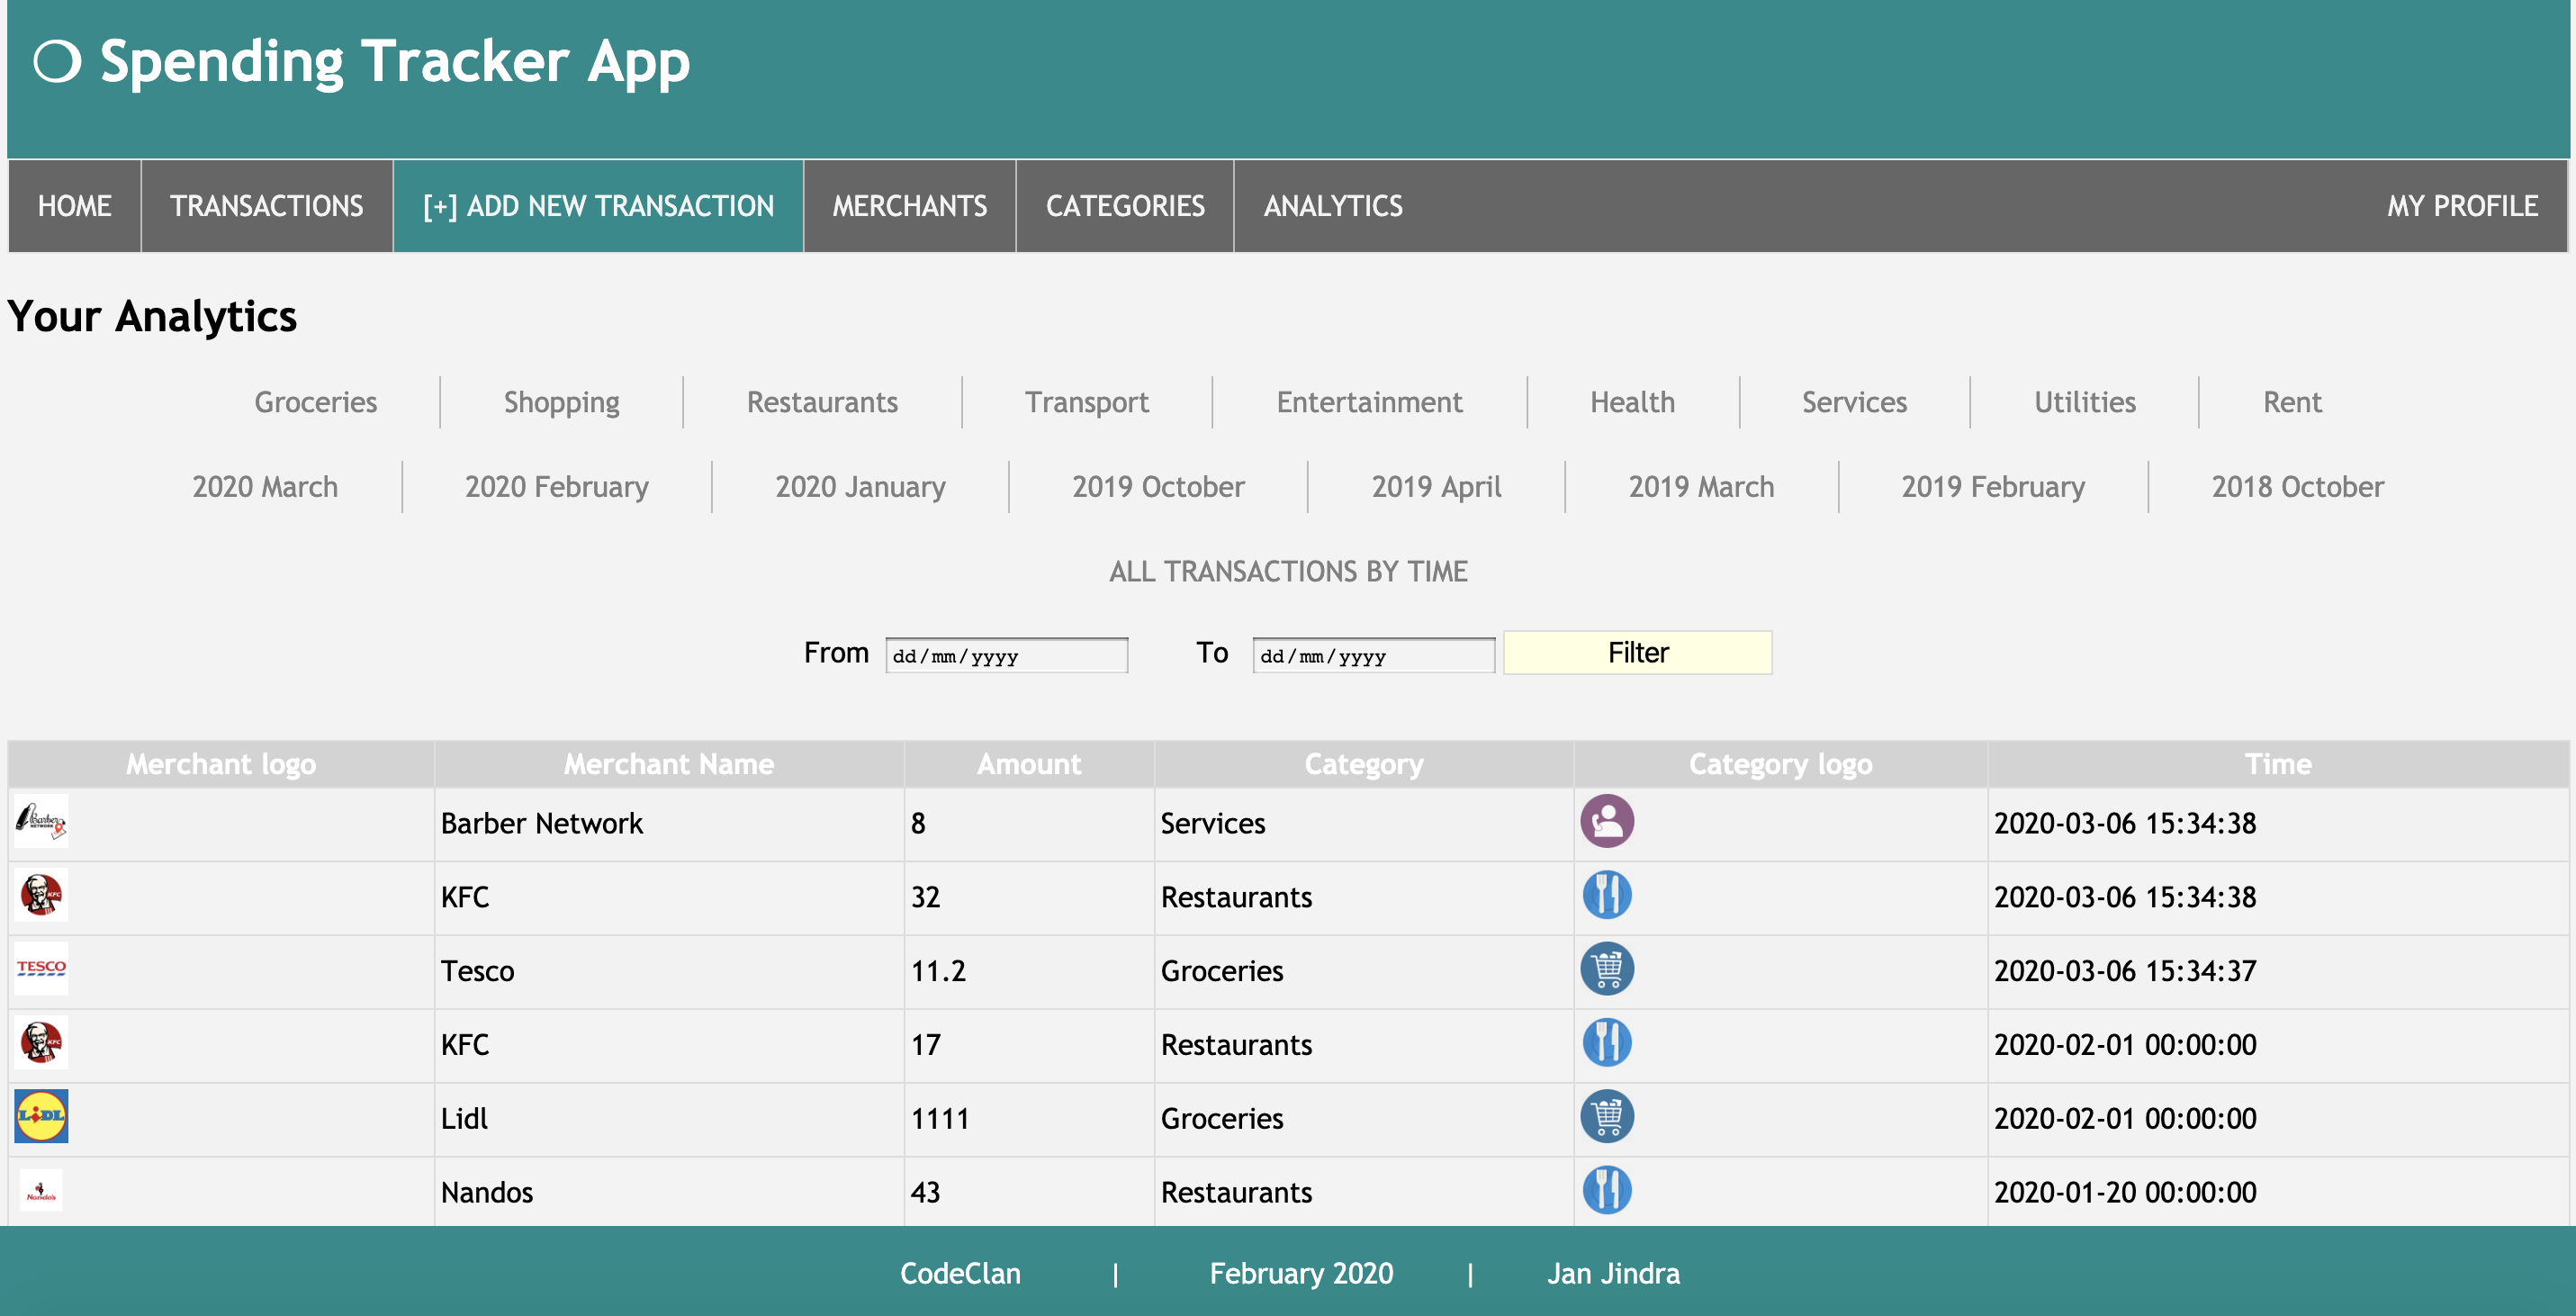 Spending Tracker App
HOME TRANSACTIONS [+] ADD NEW TRANSACTION MERCHANTS CATEGORIES ANALYTICS MY PROFILE
Your Analytics
Groceries Shopping Restaurants Transport Entertainment Health Services Utilities Rent
2020 March 2020 February 2020 January 2019 October 2019 April 2019 March 2019 February 2018 October
ALL TRANSACTIONS BY TIME
From dd/mm/yyyy To dd/mm/yyyy Filter
Merchant logo Merchant Name Amount Category Category logo Time
Barber NETWORK Barber Network 8 Services 2020-03-06 15:34:38
KFC KFC 32 Restaurants 2020-03-06 15:34:38
TESCO Tesco 11.2 Groceries 2020-03-06 15:34:37
KFC KFC 17 Restaurants 2020-02-01 00:00:00
LIDL Lidl 1111 Groceries 2020-02-01 00:00:00
Nando's Nandos 43 Restaurants 2020-01-20 00:00:00
CodeClan | February 2020 | Jan Jindra